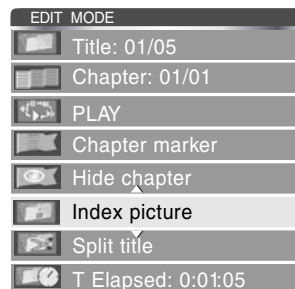 EDIT MODE
Title: 01/05
Chapter: 01/01
PLAY
Chapter marker
Hide chapter
Index picture
Split title
T Elapsed: 0:01:05